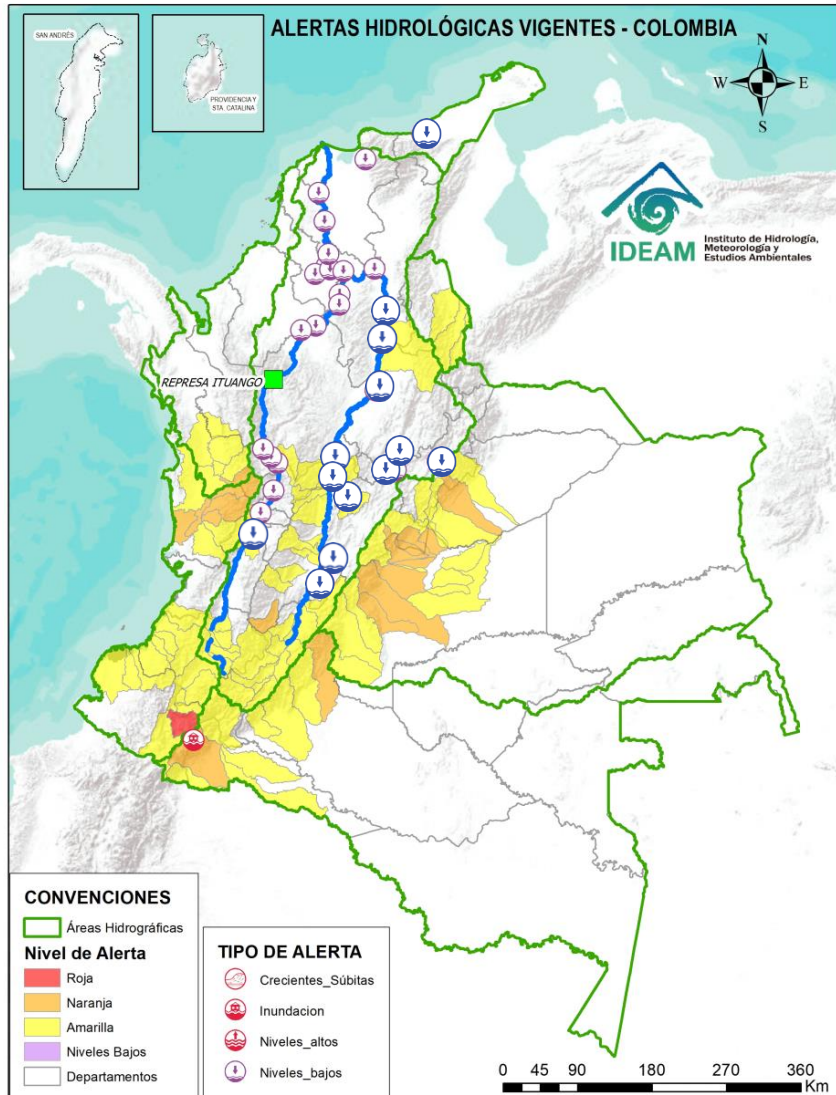 ALERTAS HIDROLÓGICAS VIGENTES - COLOMBIA
SAN ANDRÉS
PROVIDENCIA Y
STA. CATALINA
N
W
E
S
IDEAM
Instituto de Hidrología,
Meteorología y
Estudios Ambientales
REPRESA ITUANGO
CONVENCIONES
Áreas Hidrográficas
Nivel de Alerta
Roja
Naranja
Amarilla
Niveles Bajos
Departamentos
TIPO DE ALERTA
Crecientes_Súbitas
Inundacion
Niveles_altos
Niveles_bajos
0 45 90 180 270 360
Km